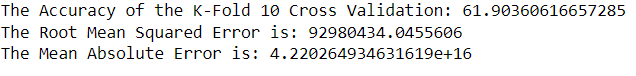 The Accuracy of the K-Fold 10 Cross Validation: 61.90360616657285
The Root Mean Squared Error is: 92980434.0455606
The Mean Absolute Error is: 4.220264934631619e+16